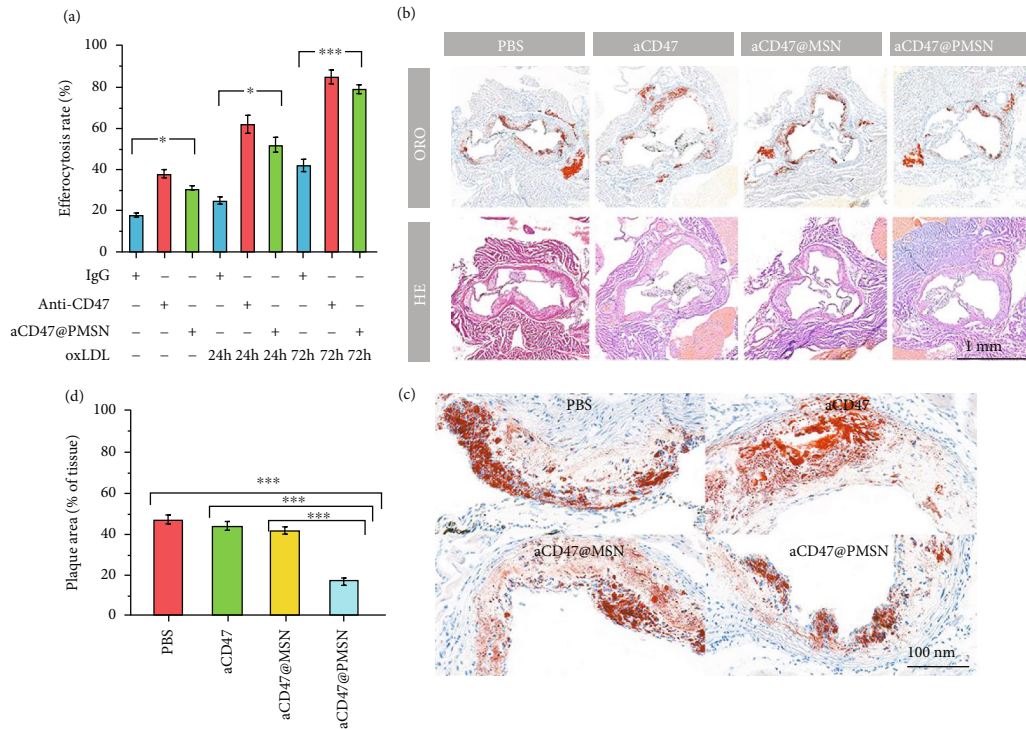 (a)
Efferocytosis rate (%)
100
80
60
40
20
0
* * ***
IgG + – – + – – + – –
Anti-CD47 – + – – + – – + –
aCD47@PMSN – – + – – + – – +
oxLDL – – – 24h 24h 24h 72h 72h 72h
(b)
PBS aCD47 aCD47@MSN aCD47@PMSN
ORO
HE
1 mm
(d)
Plaque area (% of tissue)
100
80
60
40
20
0
***
***
***
PBS aCD47 aCD47@MSN aCD47@PMSN
(c)
PBS aCD47
aCD47@MSN aCD47@PMSN
100 nm